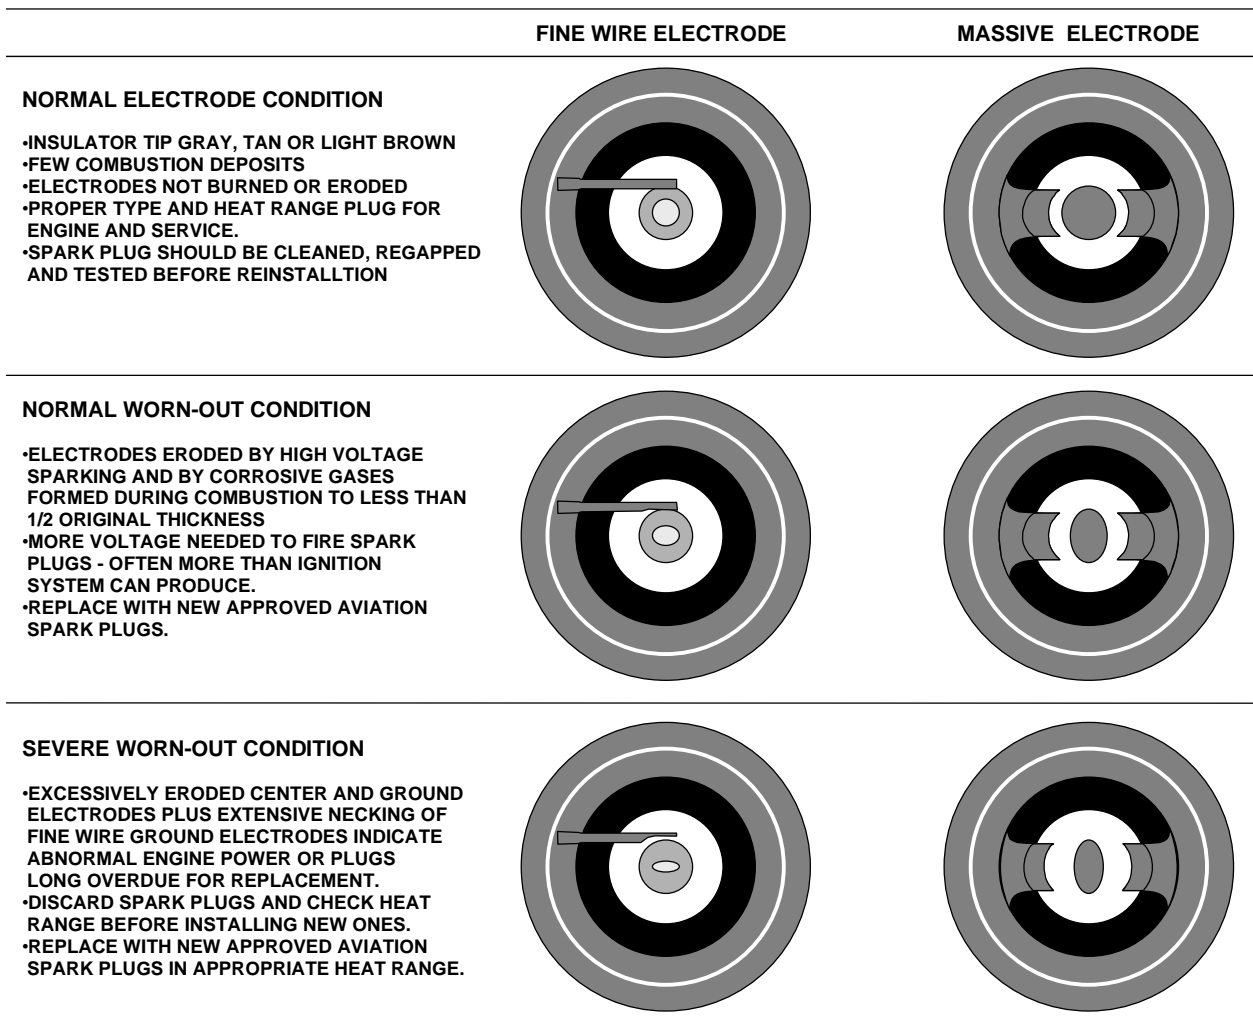 FINE WIRE ELECTRODE
MASSIVE ELECTRODE
NORMAL ELECTRODE CONDITION
•INSULATOR TIP GRAY, TAN OR LIGHT BROWN
•FEW COMBUSTION DEPOSITS
•ELECTRODES NOT BURNED OR ERODED
•PROPER TYPE AND HEAT RANGE PLUG FOR
ENGINE AND SERVICE.
•SPARK PLUG SHOULD BE CLEANED, REGAPPED
AND TESTED BEFORE REINSTALLTION
NORMAL WORN-OUT CONDITION
•ELECTRODES ERODED BY HIGH VOLTAGE
SPARKING AND BY CORROSIVE GASES
FORMED DURING COMBUSTION TO LESS THAN
1/2 ORIGINAL THICKNESS
•MORE VOLTAGE NEEDED TO FIRE SPARK
PLUGS - OFTEN MORE THAN IGNITION
SYSTEM CAN PRODUCE.
•REPLACE WITH NEW APPROVED AVIATION
SPARK PLUGS.
SEVERE WORN-OUT CONDITION
•EXCESSIVELY ERODED CENTER AND GROUND
ELECTRODES PLUS EXTENSIVE NECKING OF
FINE WIRE GROUND ELECTRODES INDICATE
ABNORMAL ENGINE POWER OR PLUGS
LONG OVERDUE FOR REPLACEMENT.
•DISCARD SPARK PLUGS AND CHECK HEAT
RANGE BEFORE INSTALLING NEW ONES.
•REPLACE WITH NEW APPROVED AVIATION
SPARK PLUGS IN APPROPRIATE HEAT RANGE.